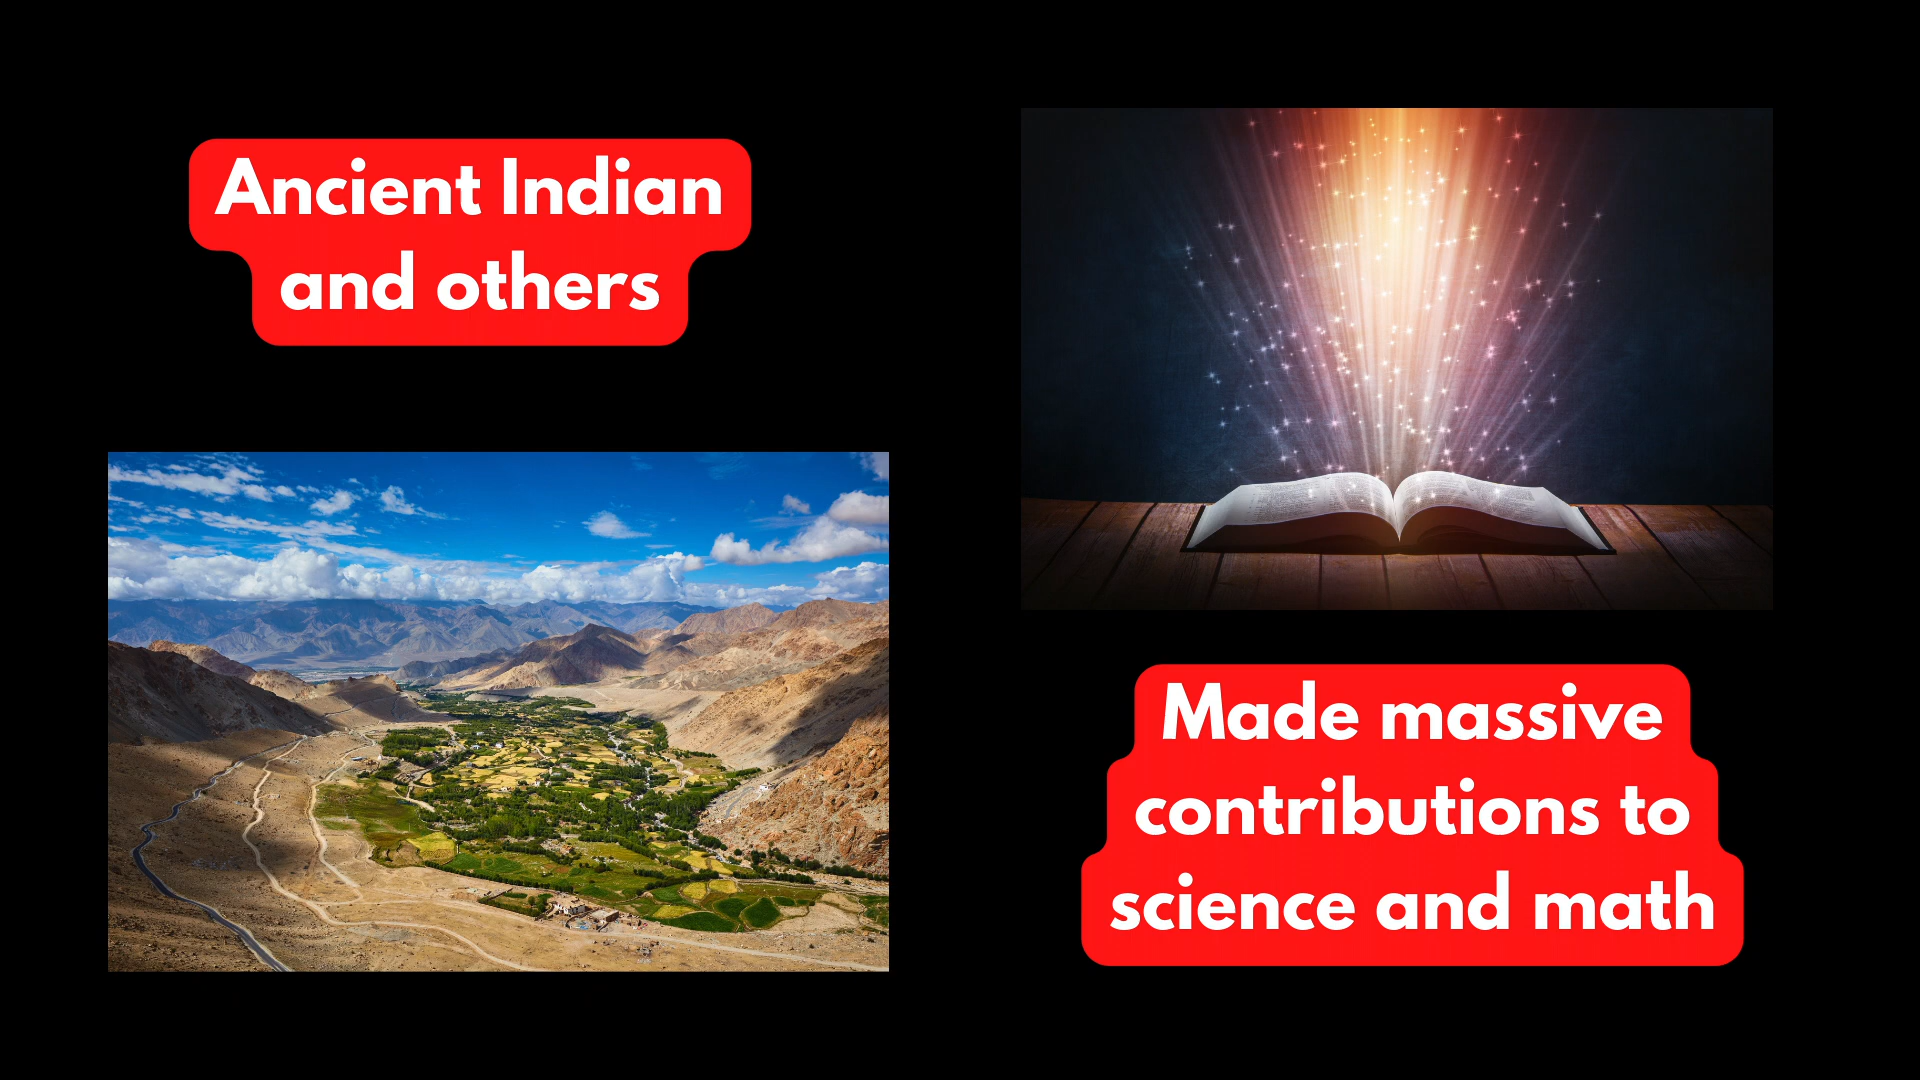 Ancient Indian
and others
Made massive
contributions to
science and math